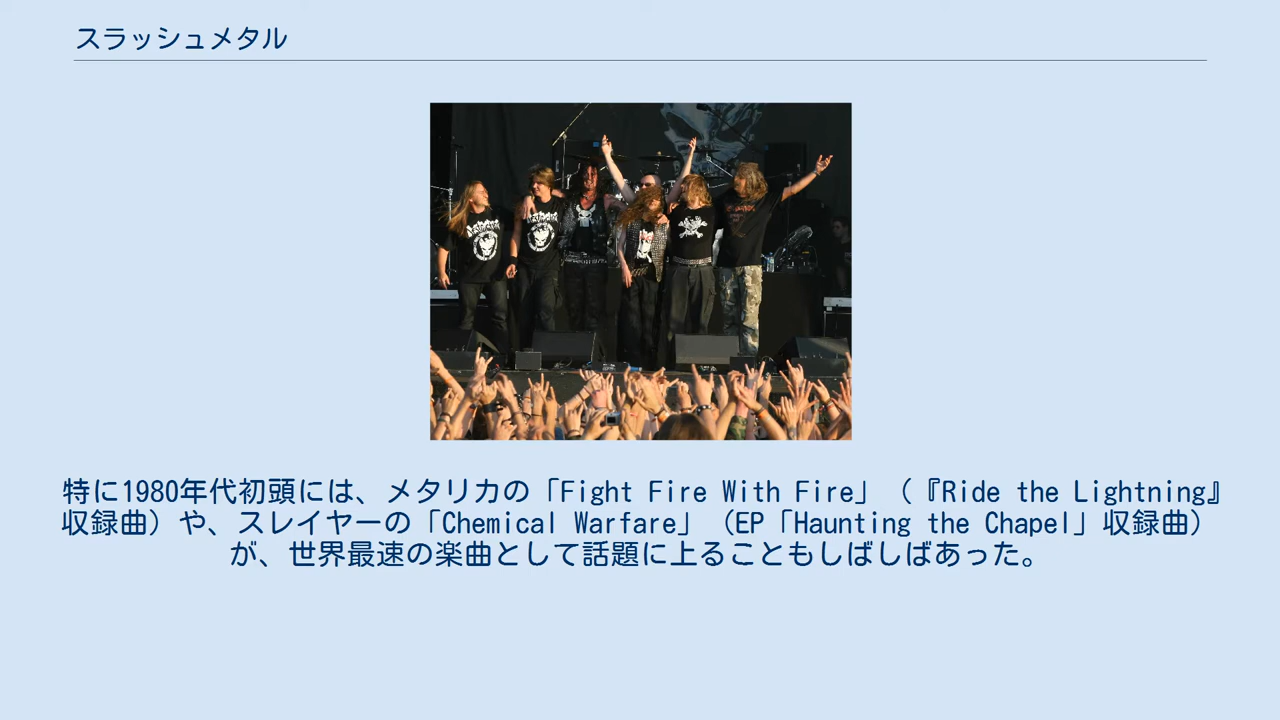 スラッシュメタル
特に1980年代初頭には、メタリカの「Fight Fire With Fire」（『Ride the Lightning』
収録曲）や、スレイヤーの「Chemical Warfare」（EP「Haunting the Chapel」収録曲）
が、世界最速の楽曲として話題に上ることもしばしばあった。